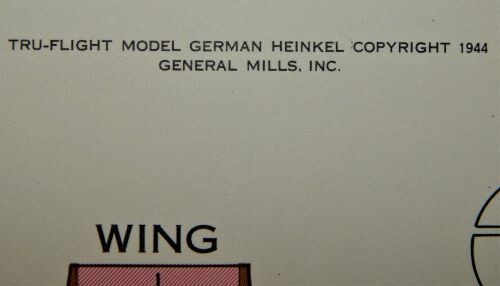 TRU-FLIGHT MODEL GERMAN HEINKEL COPYRIGHT 1944
GENERAL MILLS, INC.
WING